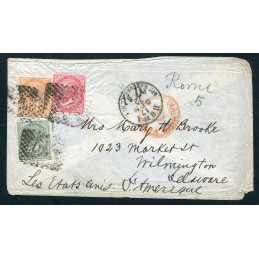 Rome
5
Mrs Mary H. Brooke
1023 Market St
Wilmington
Delaware
Les Etats Unis d'Amerique